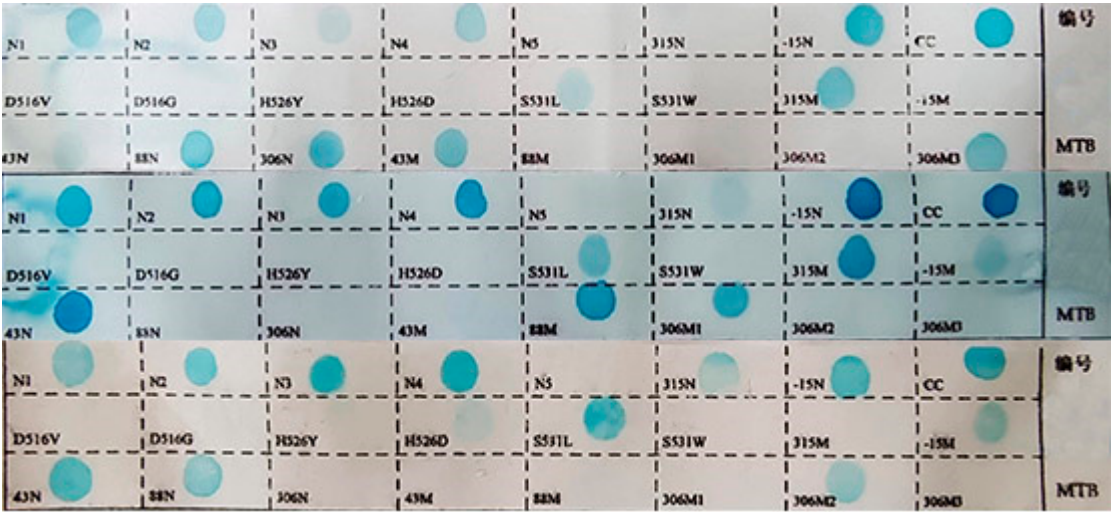 N1 N2 N3 N4 N5 315N -15N CC 编号
D516V D516G H526Y H526D S531L S531W 315M -15M
43N 88N 306N 43M 88M 306M1 306M2 306M3 MTB
N1 N2 N3 N4 N5 315N -15N CC 编号
D516V D516G H526Y H526D S531L S531W 315M -15M
43N 88N 306N 43M 88M 306M1 306M2 306M3 MTB
N1 N2 N3 N4 N5 315N -15N CC 编号
D516V D516G H526Y H526D S531L S531W 315M -15M
43N 88N 306N 43M 88M 306M1 306M2 306M3 MTB